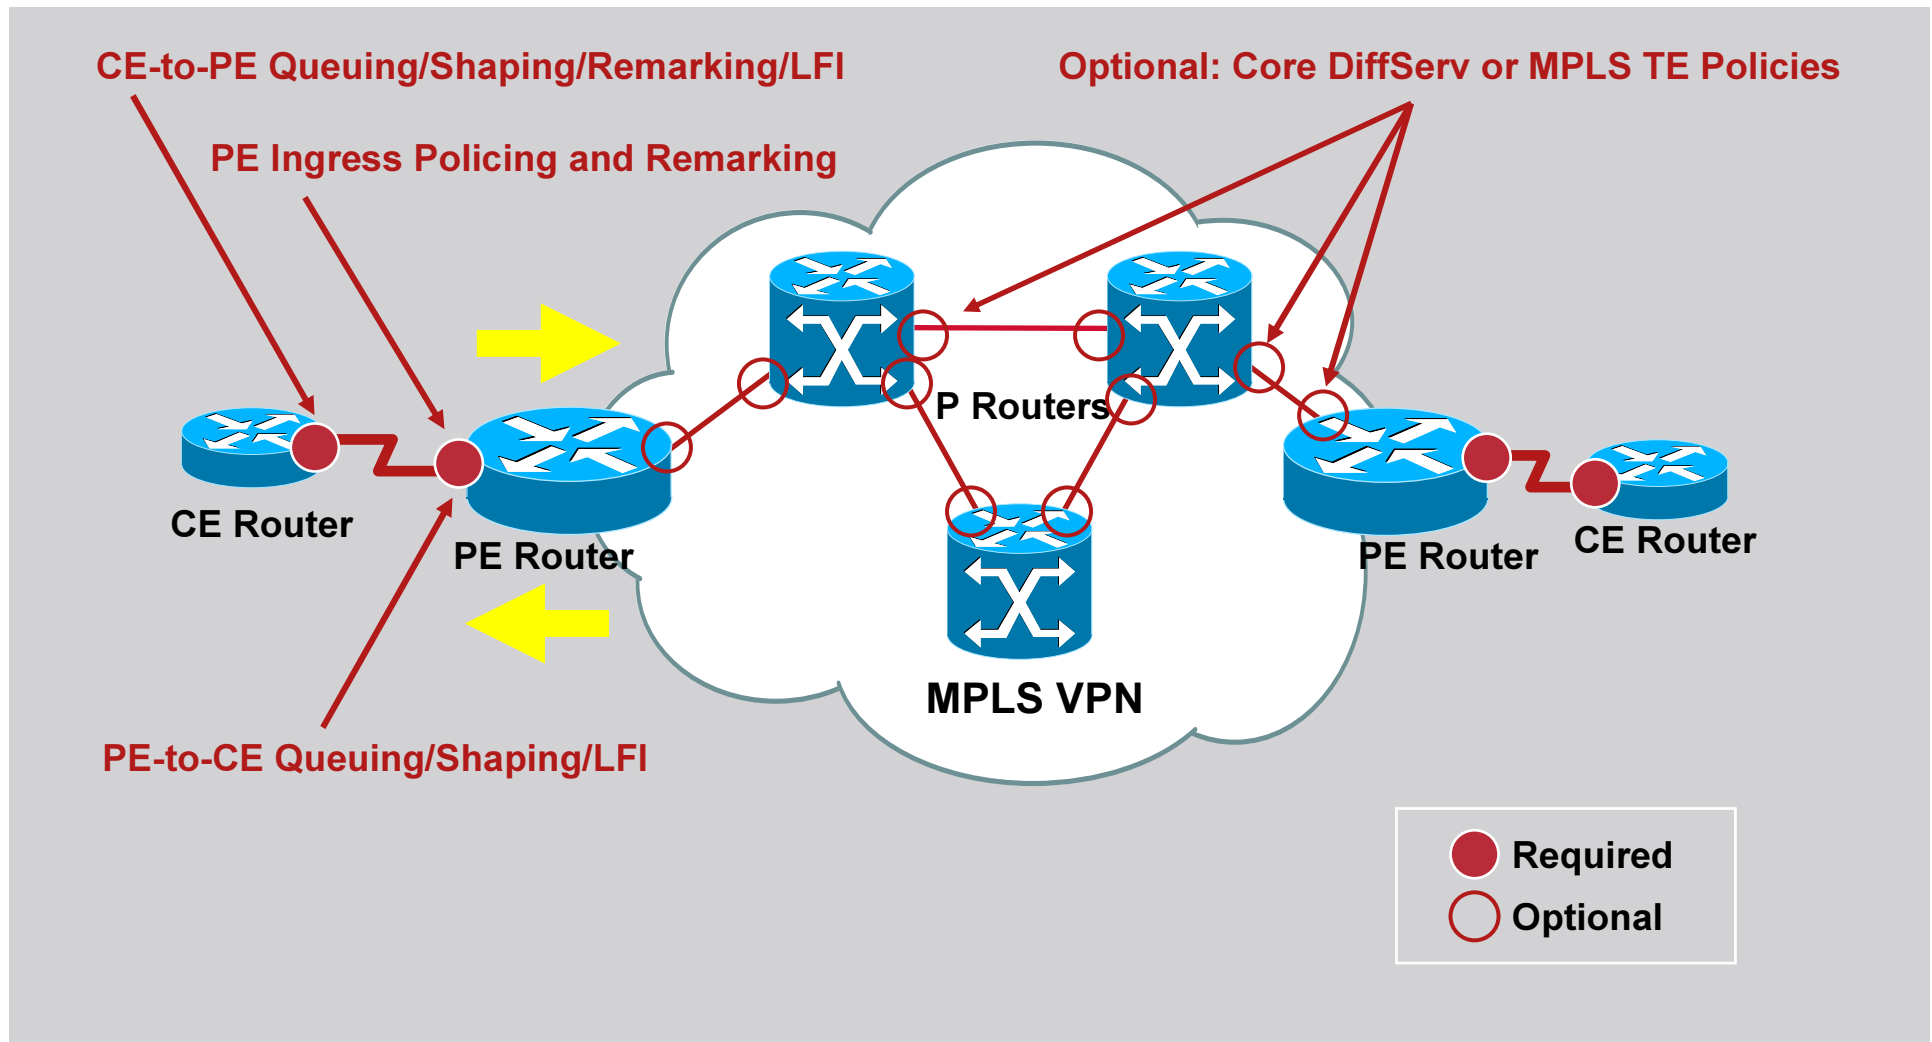 CE-to-PE Queuing/Shaping/Remarking/LFI
Optional: Core DiffServ or MPLS TE Policies
PE Ingress Policing and Remarking
P Routers
CE Router
PE Router
PE Router
CE Router
MPLS VPN
PE-to-CE Queuing/Shaping/LFI
Required
Optional